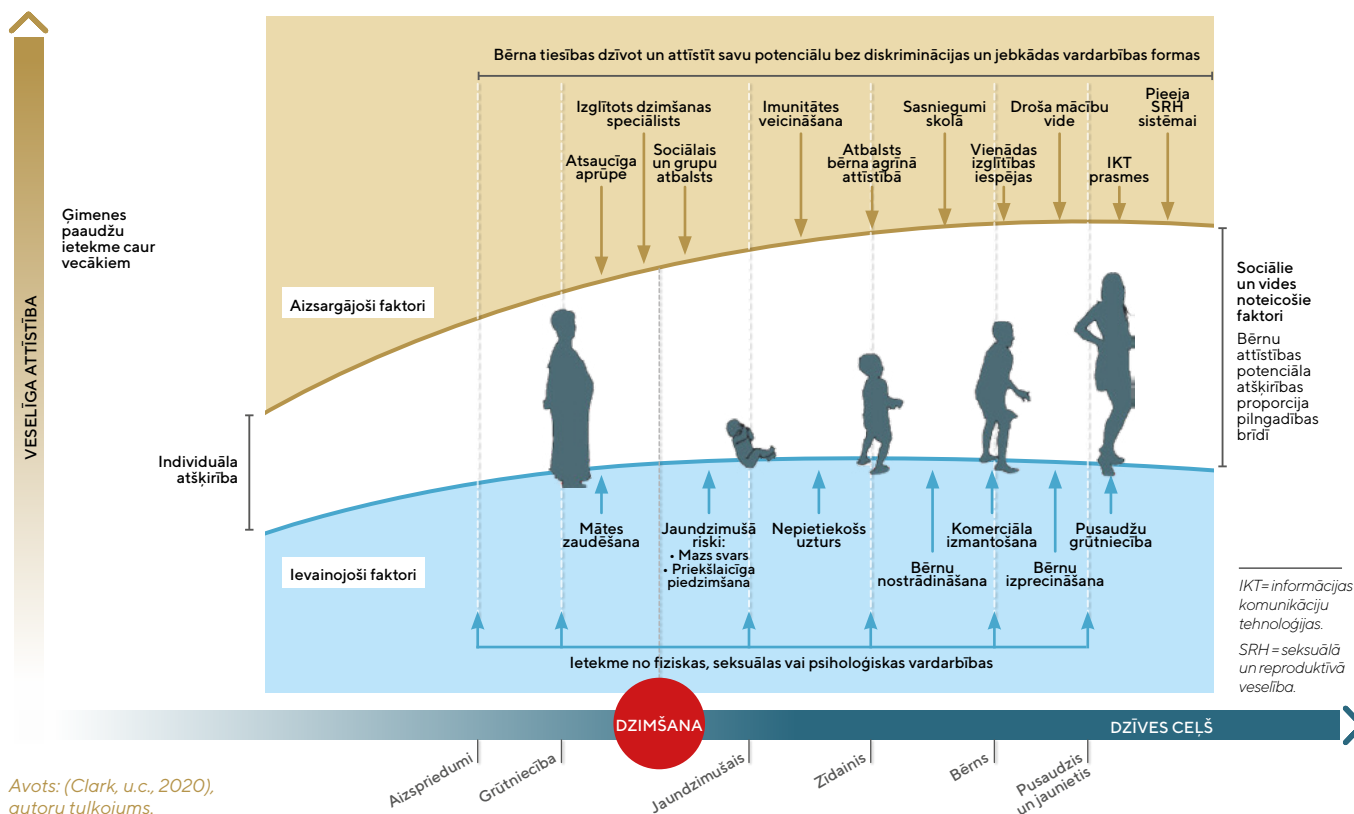 Bērna tiesības dzīvot un attīstīt savu potenciālu bez diskriminācijas un jebkādas vardarbības formas
Izglītots dzimšanas
speciālists
Imunitātes
veicināšana
Sasniegumi
skolā
Droša mācību
vide
Pieeja
SRH
sistēmai
Atsaucīga
aprūpe
Sociālais
un grupu
atbalsts
Atbalsts
bērna agrīnā
attīstībā
Vienādas
izglītības
iespējas
IKT
prasmes
Ģimenes
paaudžu
ietekme caur
vecākiem
VESELĪGA ATTĪSTĪBA
Aizsargājoši faktori
Sociālie
un vides
noteicošie
faktori
Bērnu
attīstības
potenciāla
atšķirības
proporcija
pilngadības
brīdī
Individuāla
atšķirība
Mātes
zaudēšana
Jaundzimušā
riski:
• Mazs svars
• Priekšlaicīga
piedzimšana
Nepietiekošs
uzturs
Bērnu
nostrādināšana
Komerciāla
izmantošana
Bērnu
izprecināšana
Pusaudžu
grūtniecība
Ievainojoši faktori
Ietekme no fiziskas, seksuālas vai psiholoģiskas vardarbības
IKT=informācijas
komunikāciju
tehnoloģijas.
SRH = seksuālā
un reproduktīvā
veselība.
DZIMŠANA
DZĪVES CEĻŠ
Aizspriedumi
Grūtniecība
Jaundzimušais
Zīdainis
Bērns
Pusaudzis
un jaunietis
Avots: (Clark, u.c., 2020),
autoru tulkojums.